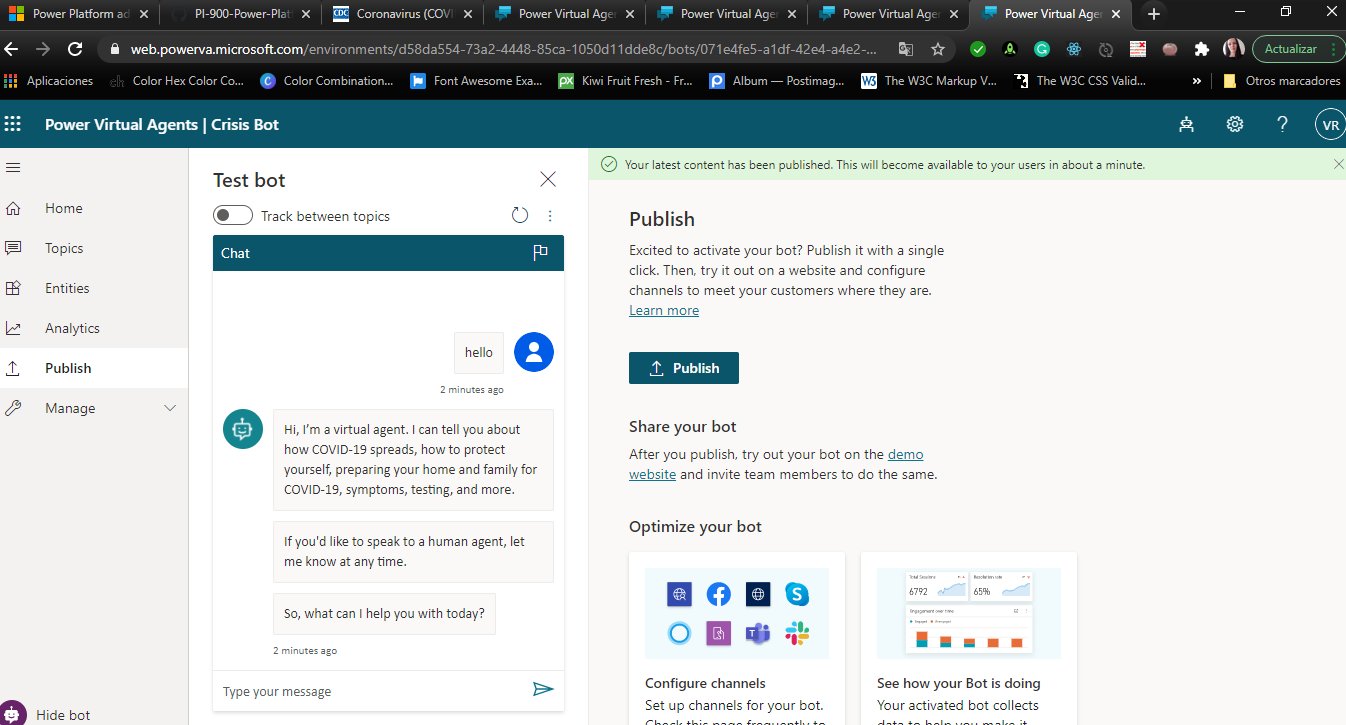 Power Platform ad
PI-900-Power-Plat
CDC
Coronavirus (COVI
Power Virtual Agen
Power Virtual Agen
Power Virtual Agen
Power Virtual Agen
web.powerva.microsoft.com/environments/d58da554-73a2-4448-85ca-1050d11dde8c/bots/071e4fe5-a1df-42e4-a4e2-...
Actualizar
Aplicaciones
Color Hex Color Co...
Color Combination...
Font Awesome Exa...
px
Kiwi Fruit Fresh - Fr...
Album — Postimag...
W3
The W3C Markup V...
The W3C CSS Valid...
»
Otros marcadores
Power Virtual Agents | Crisis Bot
?
VR
Home
Topics
Entities
Analytics
Publish
Manage
Hide bot
Test bot
Track between topics
Chat
hello
2 minutes ago
Hi, I’m a virtual agent. I can tell you about
how COVID-19 spreads, how to protect
yourself, preparing your home and family for
COVID-19, symptoms, testing, and more.
If you'd like to speak to a human agent, let
me know at any time.
So, what can I help you with today?
2 minutes ago
Type your message
Your latest content has been published. This will become available to your users in about a minute.
Publish
Excited to activate your bot? Publish it with a single
click. Then, try it out on a website and configure
channels to meet your customers where they are.
Learn more
Publish
Share your bot
After you publish, try out your bot on the demo
website and invite team members to do the same.
Optimize your bot
Configure channels
Set up channels for your bot.
Check this page frequently to
Total Sessions
6792
Resolution rate
65%
Engagement over time
See how your Bot is doing
Your activated bot collects
data to help you make it